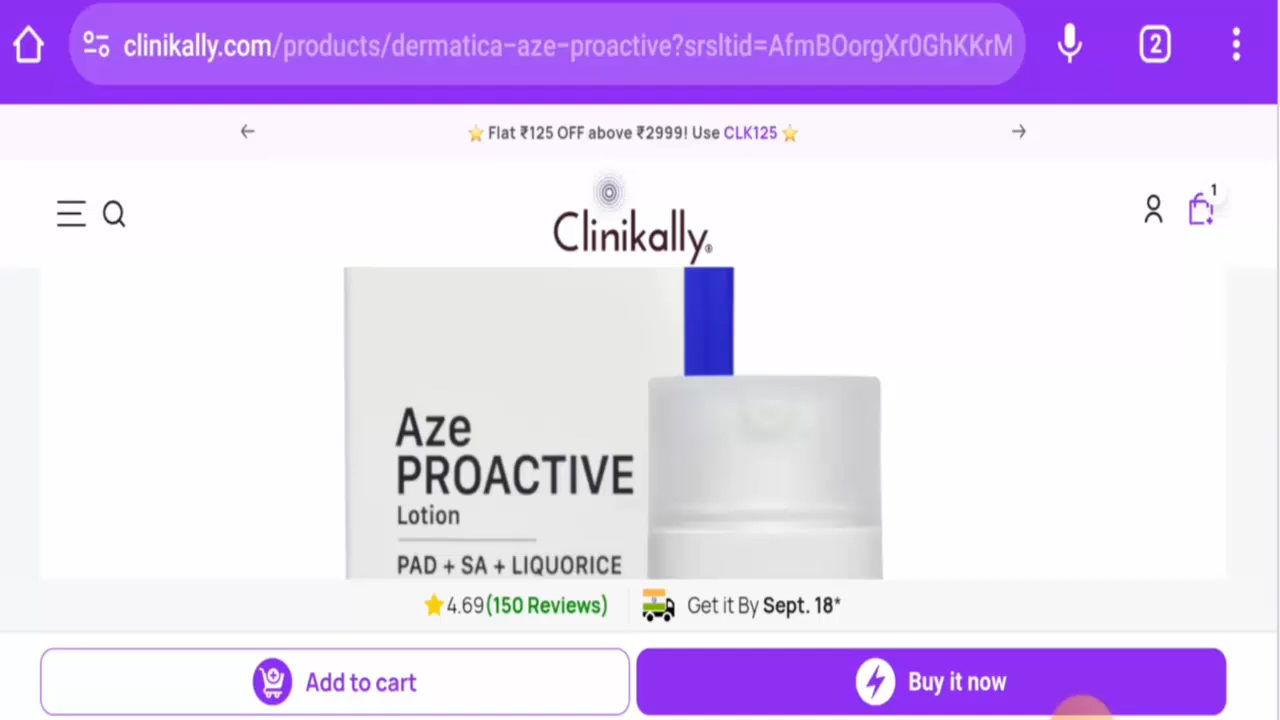 clinikally.com/products/dermatica-aze-proactive?srsltid=AfmBOorgXr0GhKKrM
2
⭐ Flat ₹125 OFF above ₹2999! Use CLK125 ⭐
1
Clinikally®
Aze
PROACTIVE
Lotion
PAD + SA + LIQUORICE
4.69(150 Reviews)
Get it By Sept. 18*
Add to cart
Buy it now